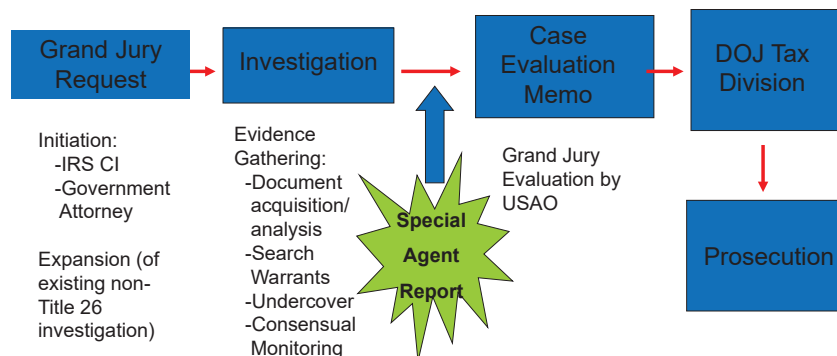 Grand Jury
Request
Investigation
Case
Evaluation
Memo
DOJ Tax
Division
Initiation:
-IRS CI
-Government
Attorney
Expansion (of
existing non-
Title 26
investigation)
Evidence
Gathering:
-Document
acquisition/
analysis
-Search
Warrants
-Undercover
-Consensual
Monitoring
Special
Agent
Report
Grand Jury
Evaluation by
USAO
Prosecution